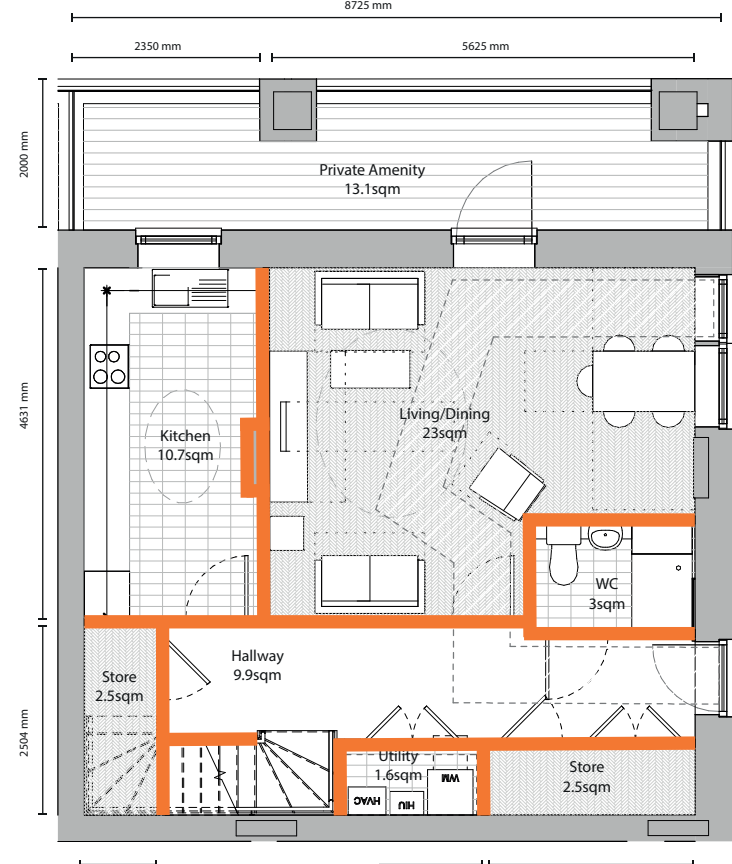 8725 mm
2350 mm
5625 mm
2000 mm
Private Amenity
13.1sqm
4631 mm
Living/Dining
23sqm
Kitchen
10.7sqm
WC
3sqm
Hallway
9.9sqm
Store
2.5sqm
2504 mm
Utility
1.6sqm
Store
2.5sqm
WM
HVAC
HIU